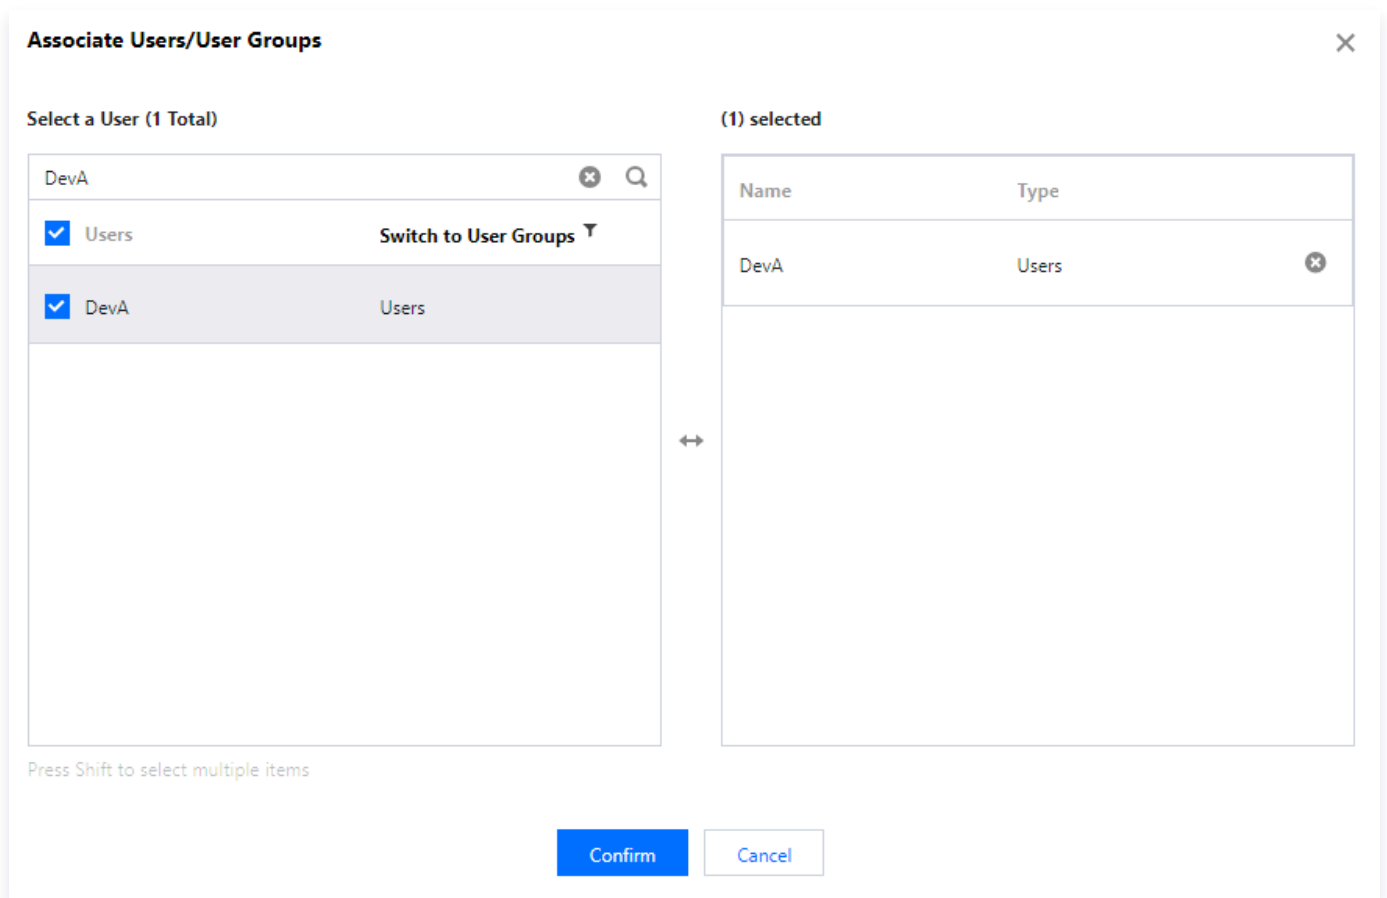 Associate Users/User Groups
Select a User (1 Total)
(1) selected
DevA
Users
Switch to User Groups
DevA
Users
Name
Type
DevA
Users
Press Shift to select multiple items
Confirm
Cancel